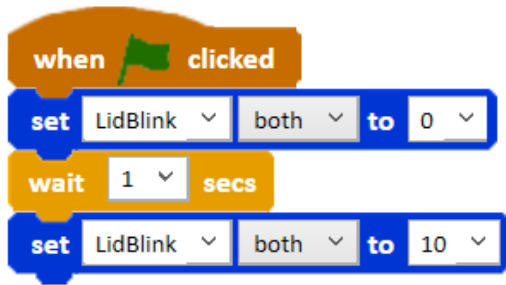 when clicked
set LidBlink both to 0
wait 1 secs
set LidBlink both to 10